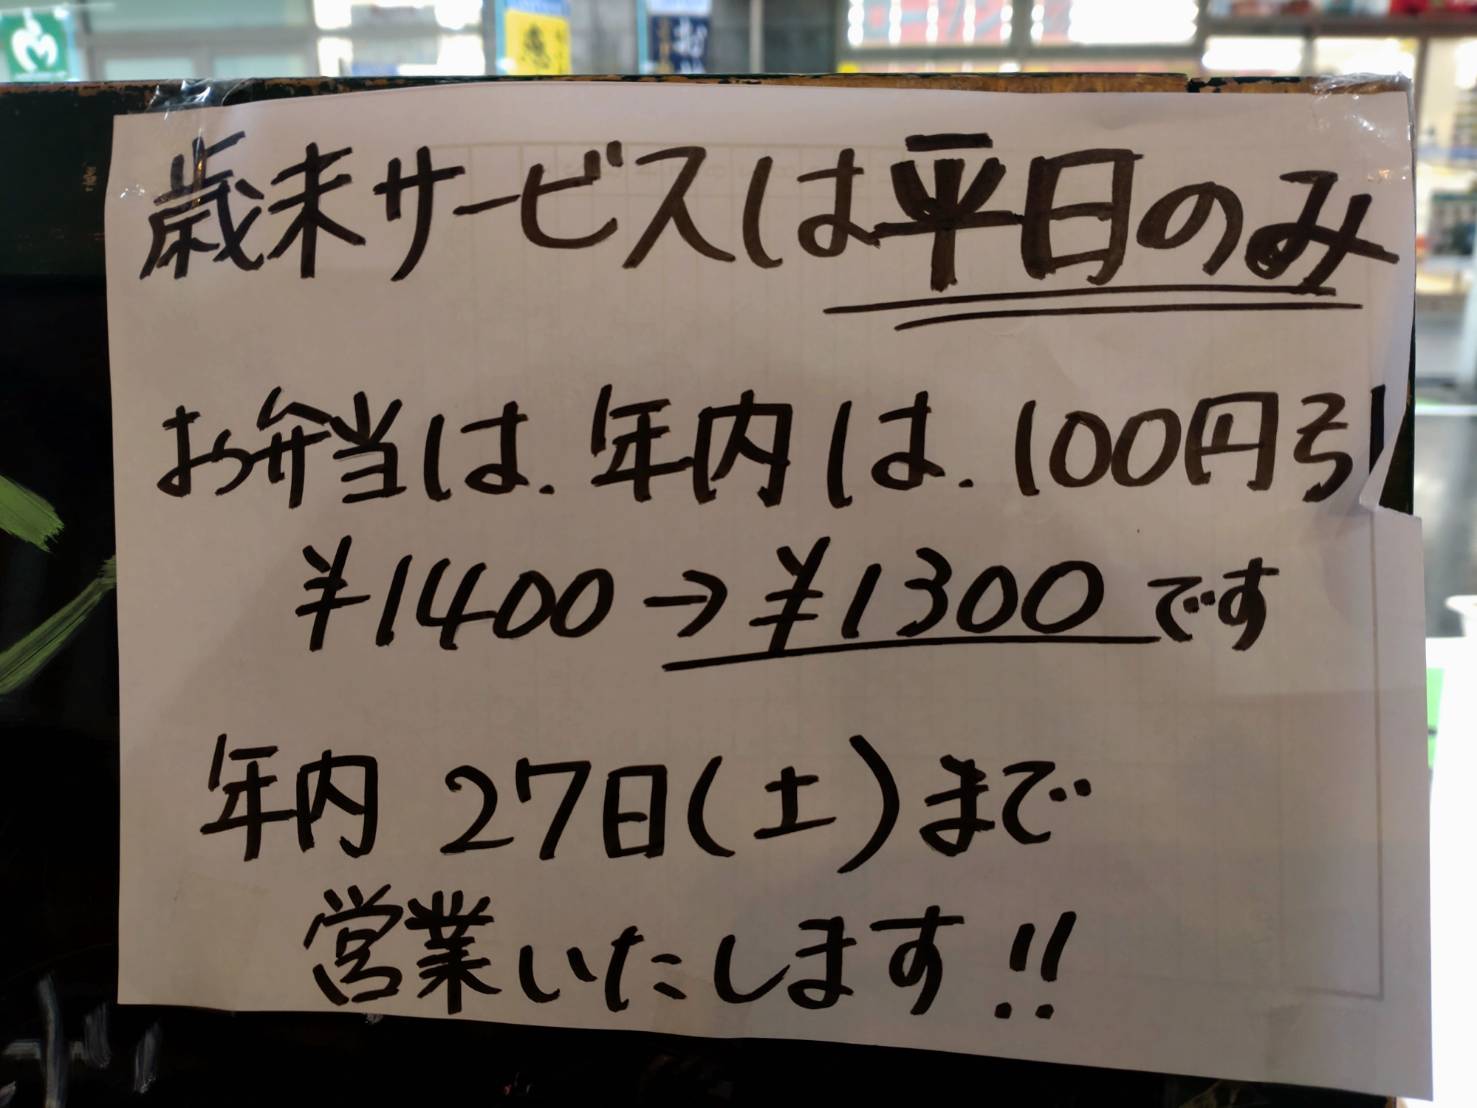 歳末サービスは平日のみ
お弁当は、年内は、100円引
¥1400→¥1300です
年内 27日(土)まで
営業いたします!!